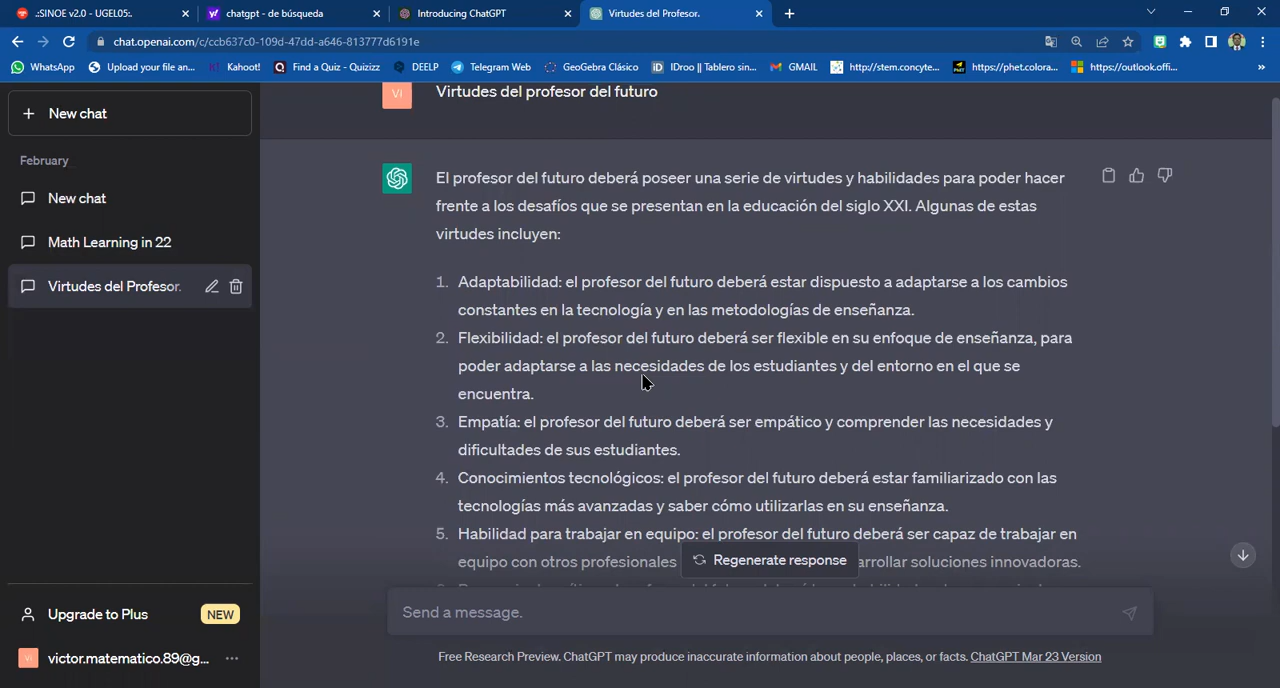 .:SINOE v2.0 - UGEL05:.
chatgpt - de búsqueda
Introducing ChatGPT
Virtudes del Profesor.
chat.openai.com/c/ccb637c0-109d-47dd-a646-813777d6191e
WhatsApp
Upload your file an...
Kahoot!
Find a Quiz - Quizizz
DEELP
Telegram Web
GeoGebra Clásico
IDroo || Tablero sin...
GMAIL
http://stem.concyte...
https://phet.colora...
https://outlook.offi...
»
+ New chat
February
New chat
Math Learning in 22
Virtudes del Profesor.
Upgrade to Plus
NEW
VI
victor.matematico.89@g...
VI
Virtudes del profesor del futuro
El profesor del futuro deberá poseer una serie de virtudes y habilidades para poder hacer
frente a los desafíos que se presentan en la educación del siglo XXI. Algunas de estas
virtudes incluyen:
1. Adaptabilidad: el profesor del futuro deberá estar dispuesto a adaptarse a los cambios
constantes en la tecnología y en las metodologías de enseñanza.
2. Flexibilidad: el profesor del futuro deberá ser flexible en su enfoque de enseñanza, para
poder adaptarse a las necesidades de los estudiantes y del entorno en el que se
encuentra.
3. Empatía: el profesor del futuro deberá ser empático y comprender las necesidades y
dificultades de sus estudiantes.
4. Conocimientos tecnológicos: el profesor del futuro deberá estar familiarizado con las
tecnologías más avanzadas y saber cómo utilizarlas en su enseñanza.
5. Habilidad para trabajar en equipo: el profesor del futuro deberá ser capaz de trabajar en
equipo con otros profesionales
arrollar soluciones innovadoras.
Regenerate response
Send a message.
Free Research Preview. ChatGPT may produce inaccurate information about people, places, or facts. ChatGPT Mar 23 Version